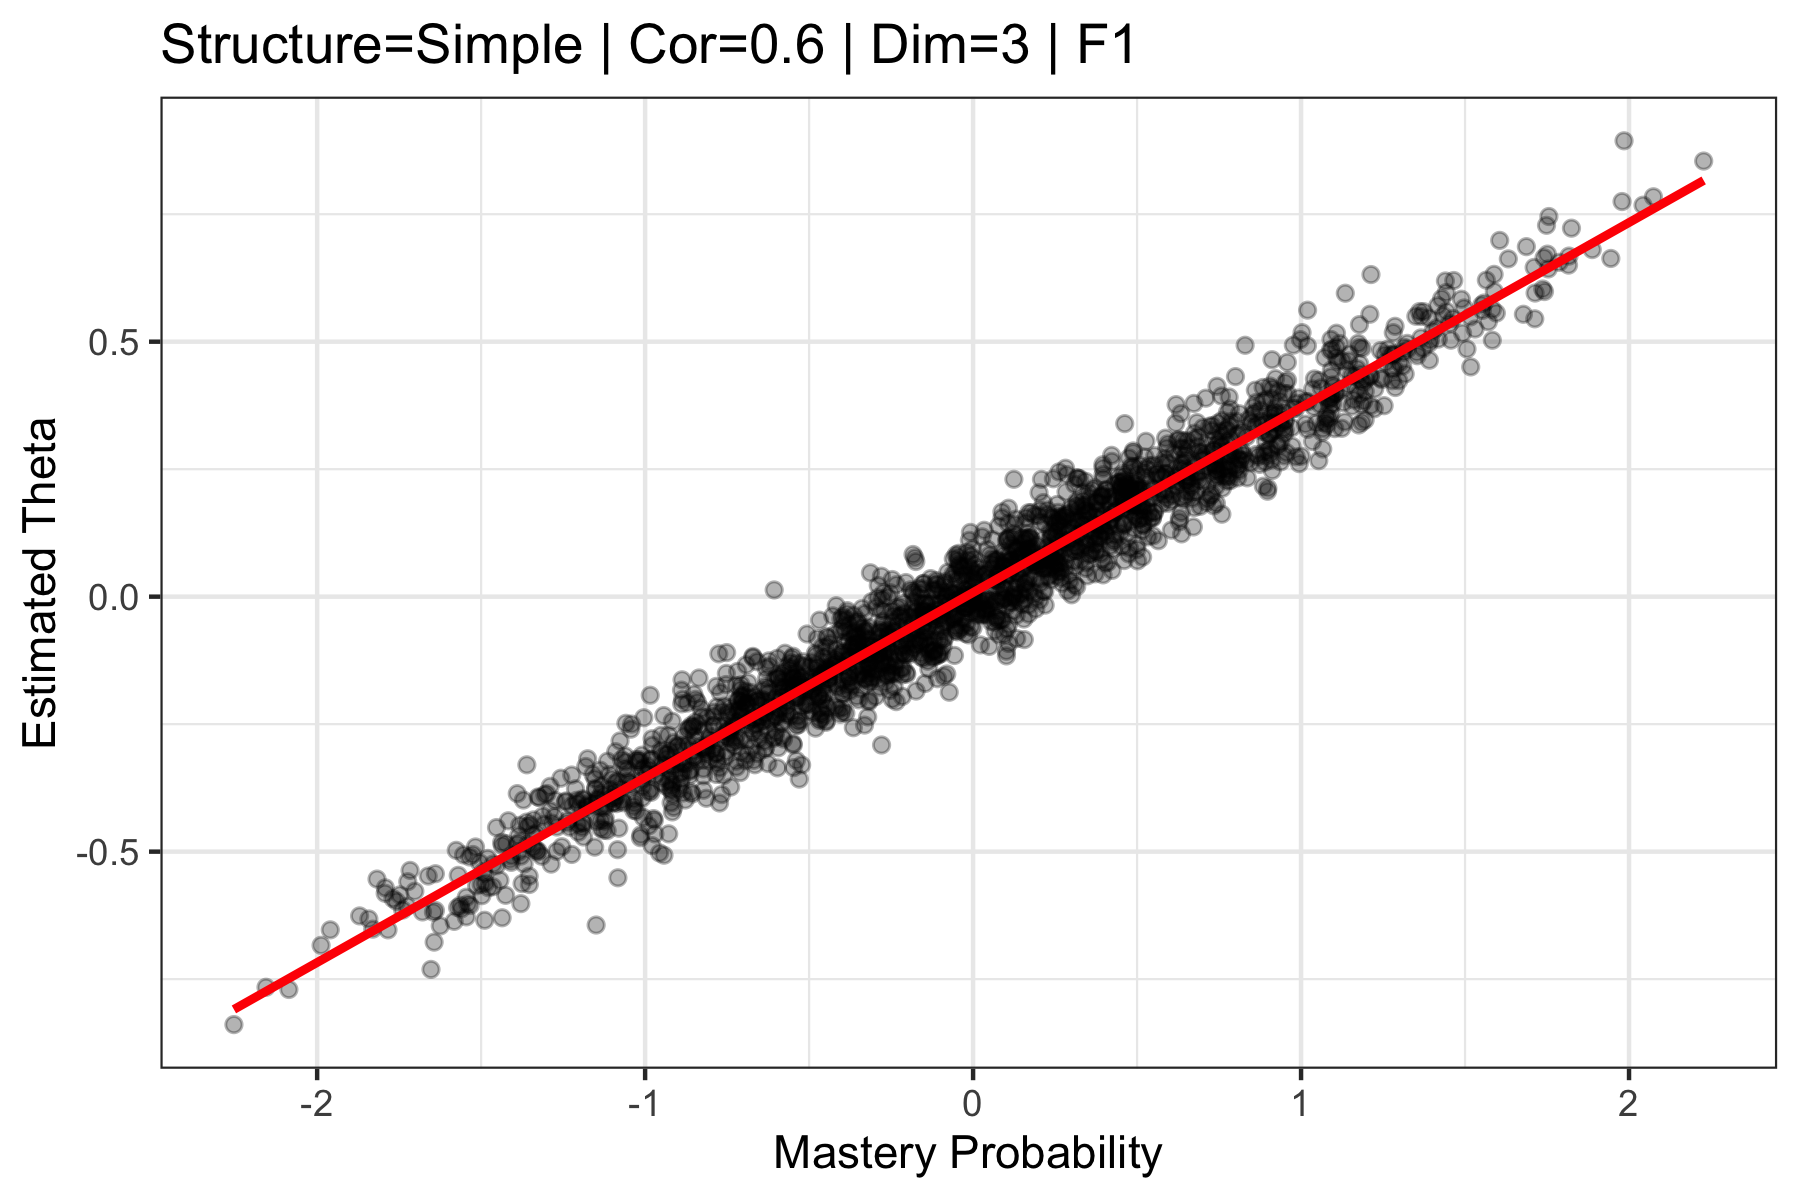 Structure=Simple | Cor=0.6 | Dim=3 | F1
Estimated Theta
0.5
0.0
-0.5
-2
-1
0
1
2
Mastery Probability